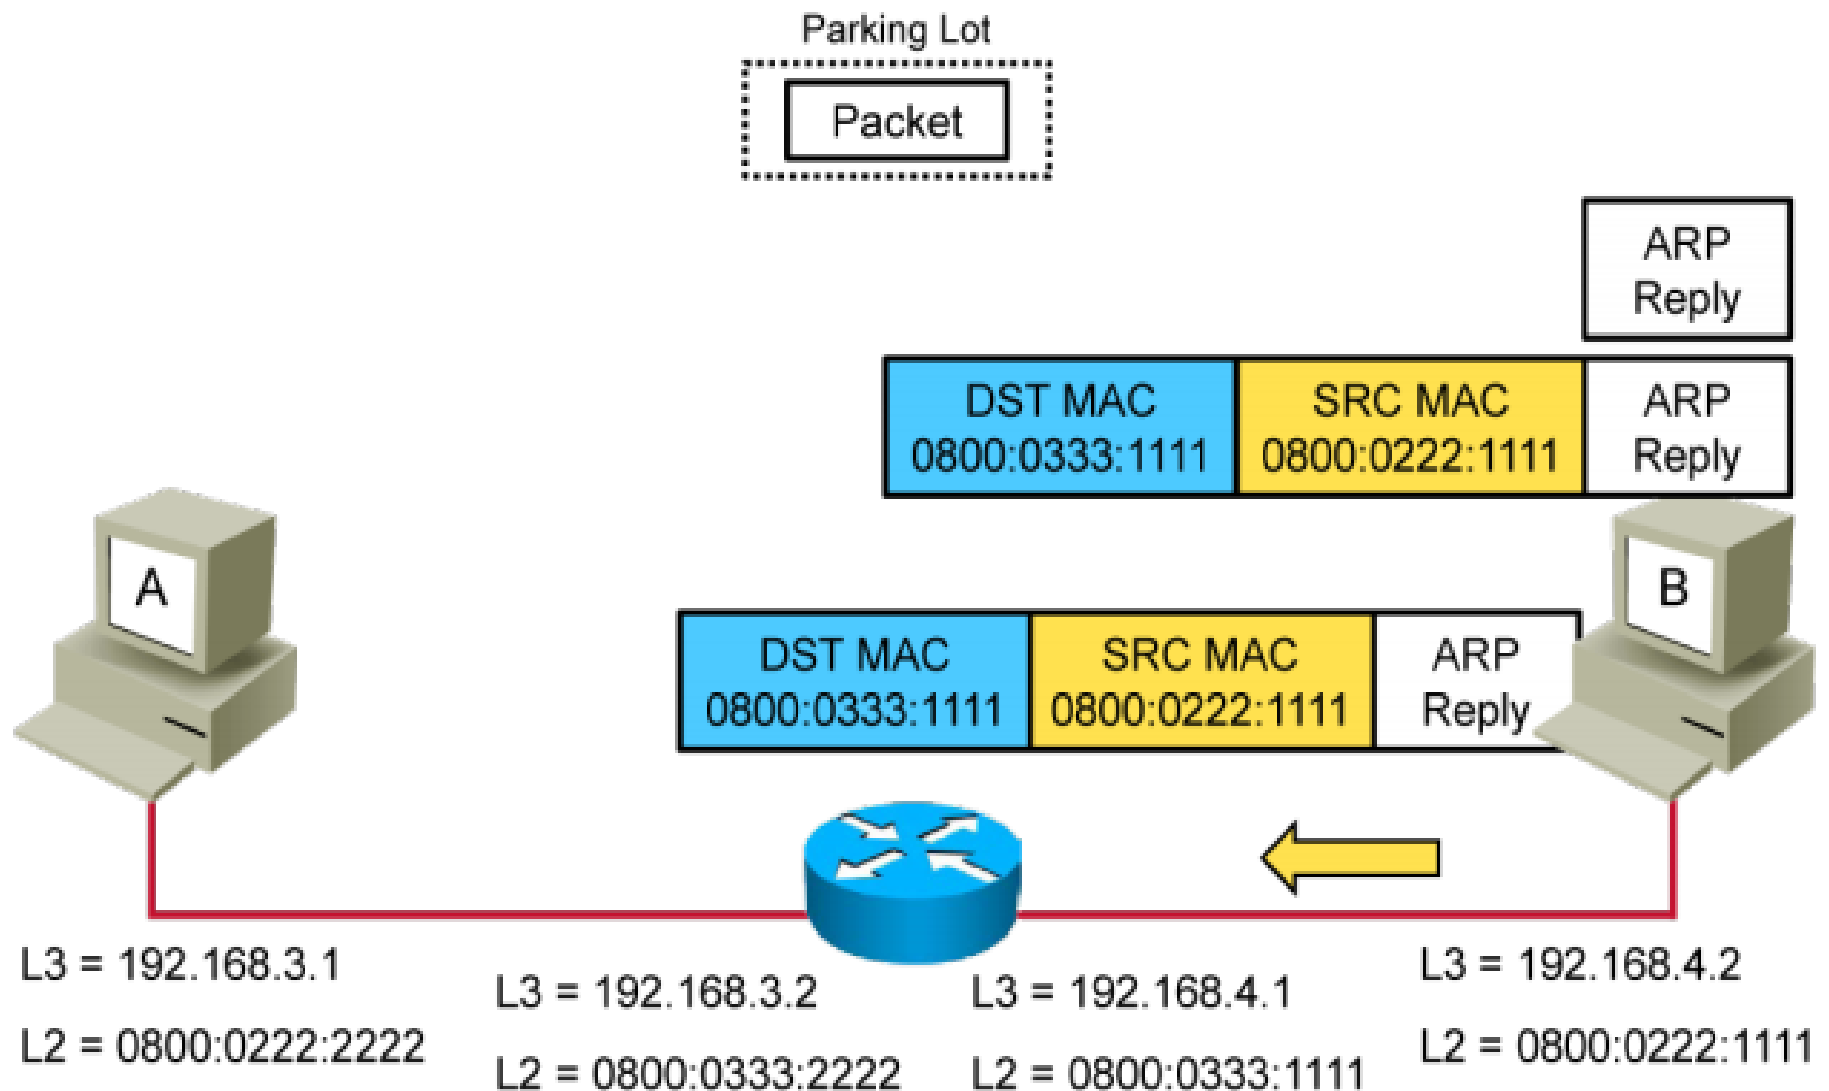 Parking Lot
Packet
ARP
Reply
DST MAC
0800:0333:1111
SRC MAC
0800:0222:1111
ARP
Reply
A
B
DST MAC
0800:0333:1111
SRC MAC
0800:0222:1111
ARP
Reply
L3 = 192.168.3.1
L2 = 0800:0222:2222
L3 = 192.168.3.2
L2 = 0800:0333:2222
L3 = 192.168.4.1
L2 = 0800:0333:1111
L3 = 192.168.4.2
L2 = 0800:0222:1111